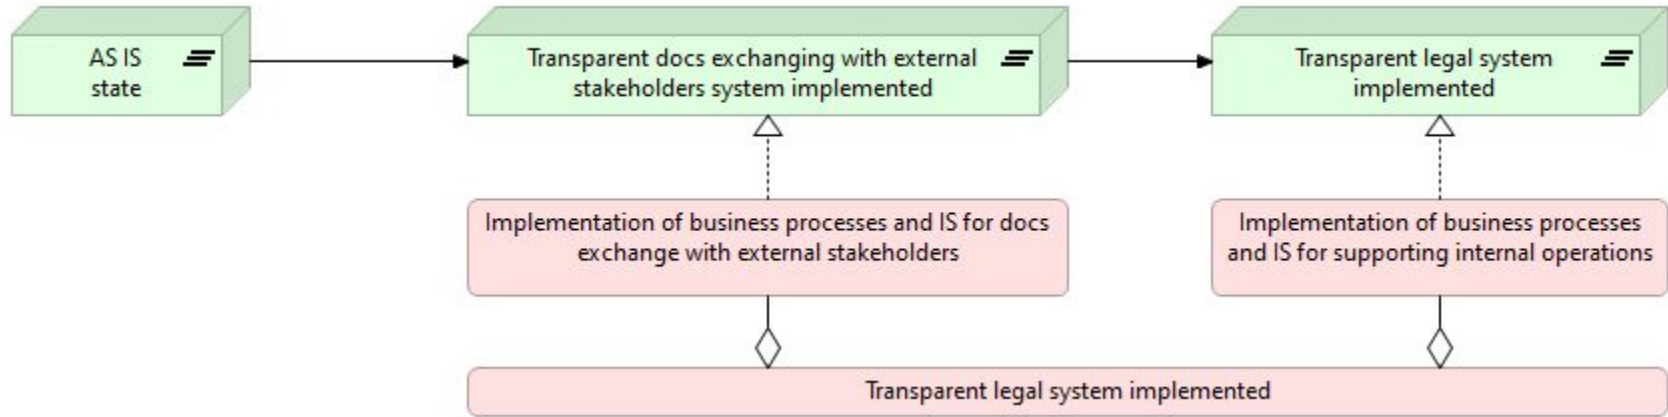 AS IS
state
Transparent docs exchanging with external
stakeholders system implemented
Transparent legal system
implemented
Implementation of business processes and IS for docs
exchange with external stakeholders
Implementation of business processes
and IS for supporting internal operations
Transparent legal system implemented